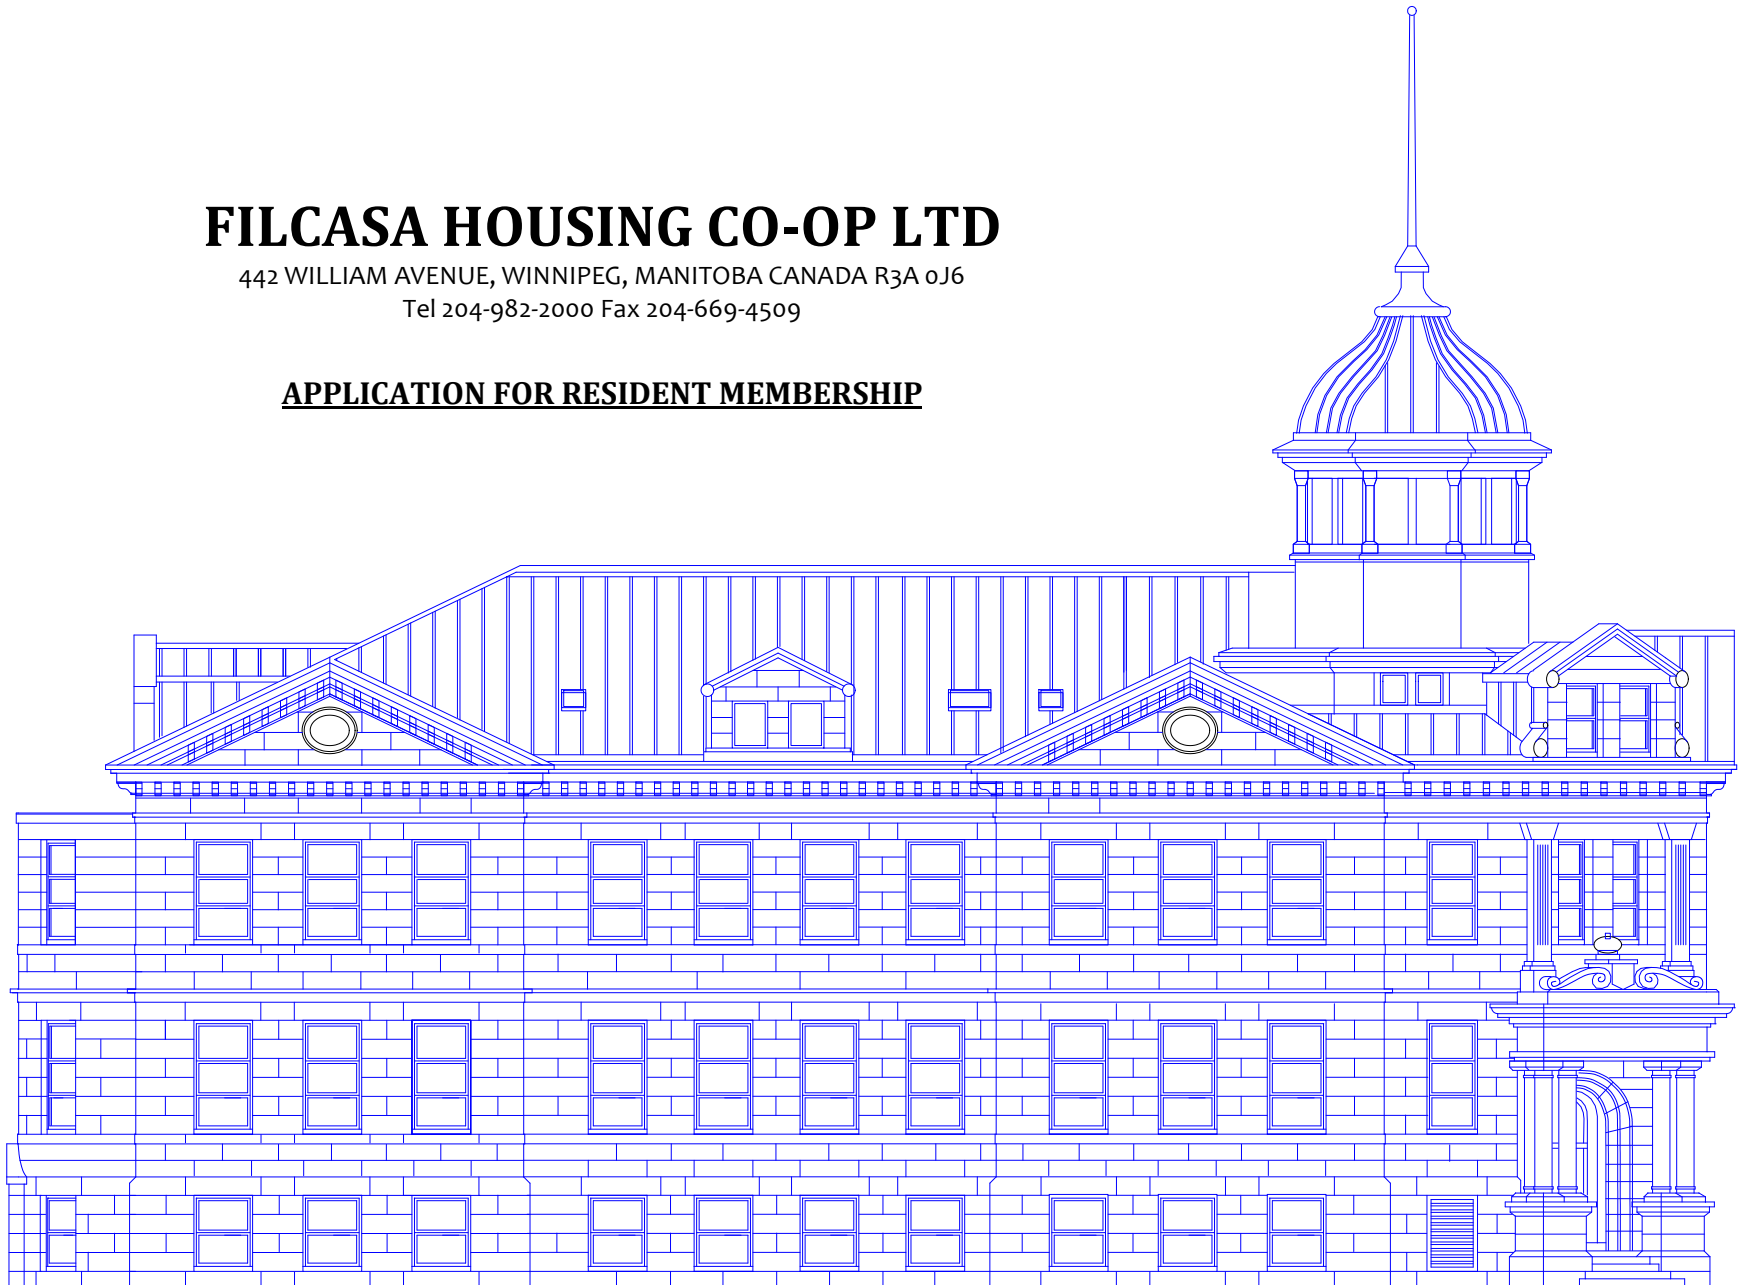 FILCASA HOUSING CO-OP LTD
442 WILLIAM AVENUE, WINNIPEG, MANITOBA CANADA R3A 0J6
Tel 204-982-2000 Fax 204-669-4509
APPLICATION FOR RESIDENT MEMBERSHIP